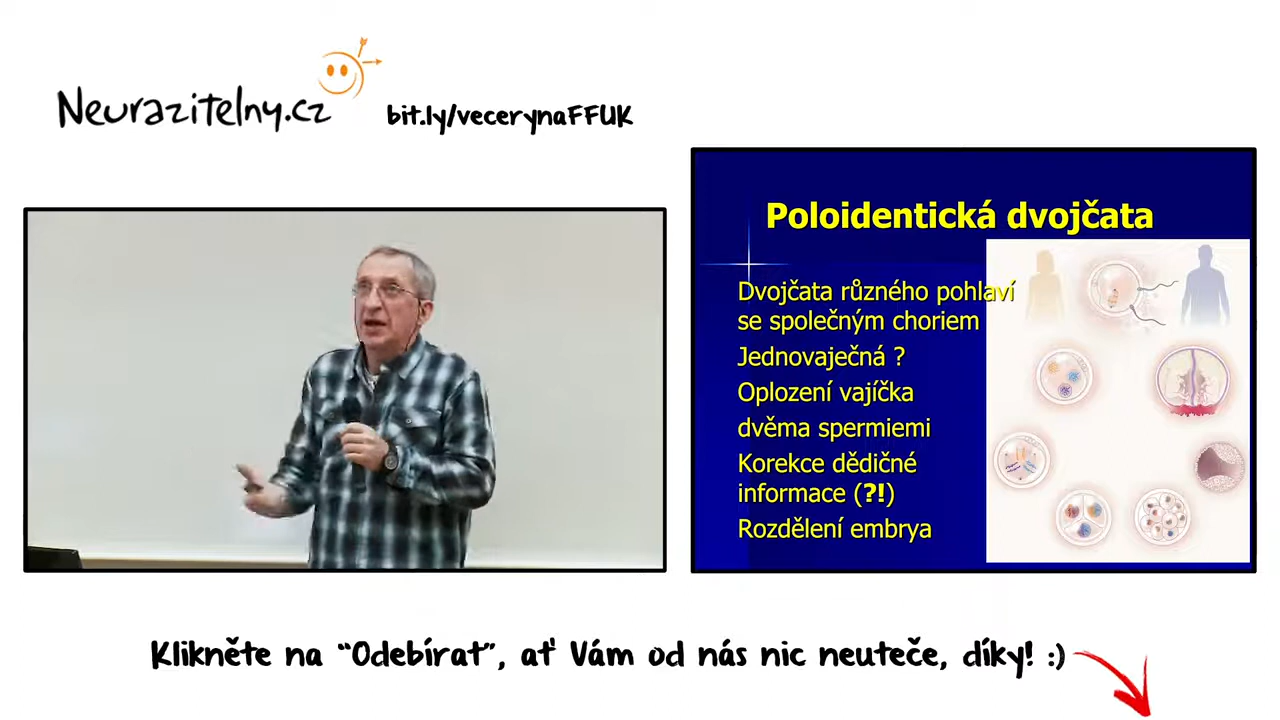 Neurazitelny.cz
bit.ly/vecerynaFFUK
Poloidentická dvojčata
Dvojčata různého pohlaví
se společným choriem
Jednovaječná ?
Oplození vajíčka
dvěma spermiemi
Korekce dědičné
informace (?!)
Rozdělení embrya
Klikněte na “Odebírat”, ať Vám od nás nic neuteče, díky! :)